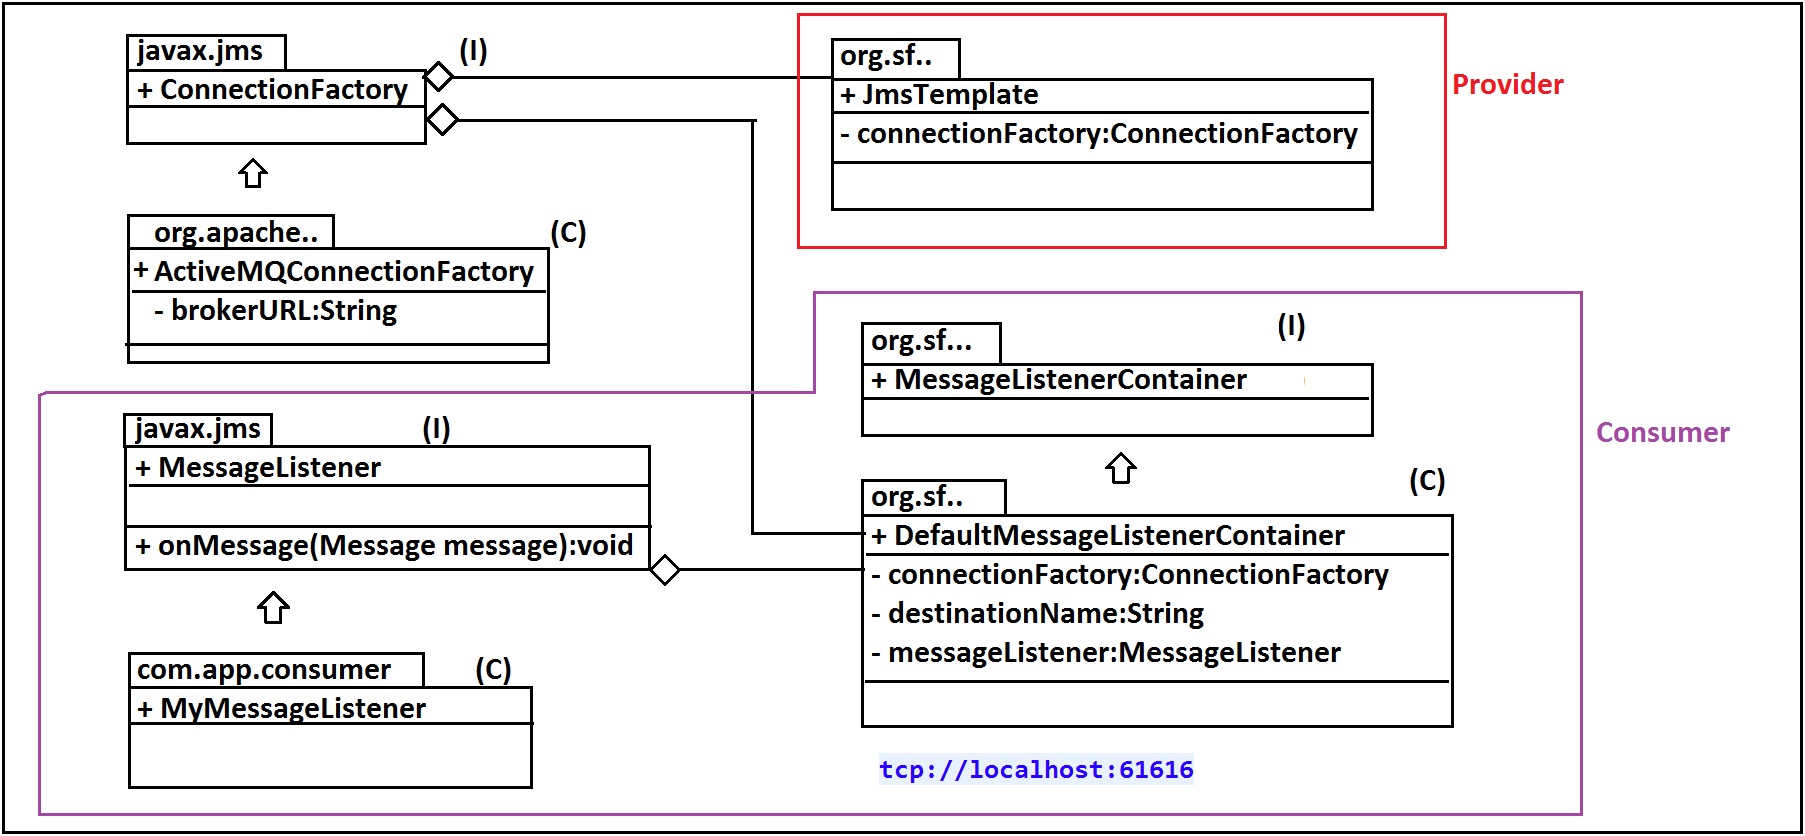 javax.jms
(I)
+ ConnectionFactory
org.sf..
+ JmsTemplate
- connectionFactory:ConnectionFactory
Provider
org.apache..
(C)
+ ActiveMQConnectionFactory
- brokerURL:String
org.sf...
(I)
+ MessageListenerContainer
Consumer
javax.jms
(I)
+ MessageListener
+ onMessage(Message message):void
org.sf..
(C)
+ DefaultMessageListenerContainer
- connectionFactory:ConnectionFactory
- destinationName:String
- messageListener:MessageListener
com.app.consumer
(C)
+ MyMessageListener
tcp://localhost:61616